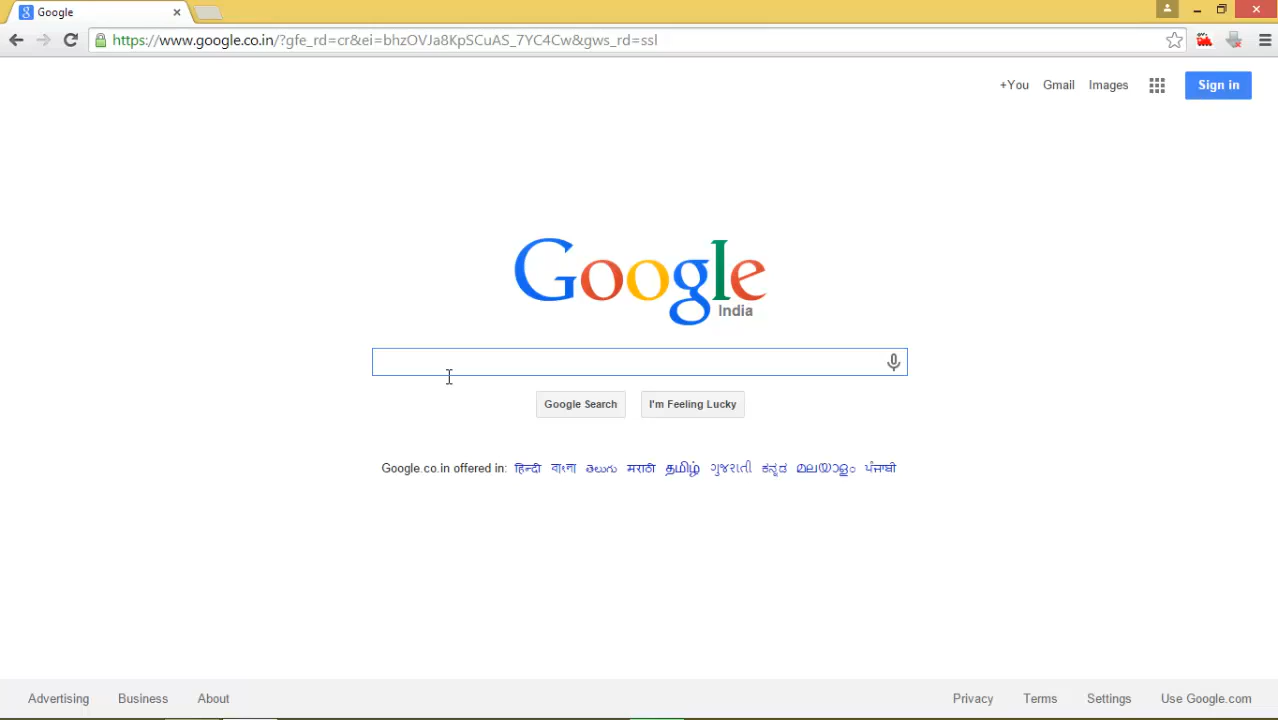 Google
https://www.google.co.in/?gfe_rd=cr&ei=bhzOVJa8KpSCuAS_7YC4Cw&gws_rd=ssl
+You Gmail Images Sign in
Google
India
Google Search I'm Feeling Lucky
Google.co.in offered in: हिन्दी বাংলা తెలుగు मराठी தமிழ் ગુજરાતી ಕನ್ನಡ മലയാളം ਪੰਜਾਬੀ
Advertising Business About Privacy Terms Settings Use Google.com